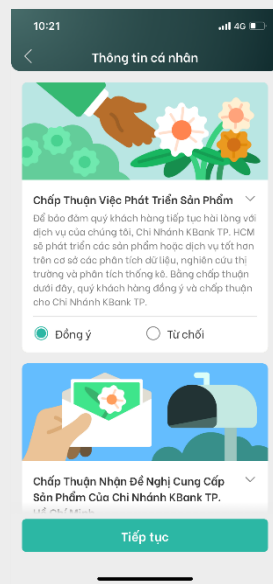 10:21
4G
Thông tin cá nhân
Chấp Thuận Việc Phát Triển Sản Phẩm
Để bảo đảm quý khách hàng tiếp tục hài lòng với
dịch vụ của chúng tôi, Chi Nhánh KBank TP. HCM
sẽ phát triển các sản phẩm hoặc dịch vụ tốt hơn
trên cơ sở các phân tích dữ liệu, nghiên cứu thị
trường và phân tích thống kê. Bằng chấp thuận
dưới đây, quý khách hàng đồng ý và chấp thuận
cho Chi Nhánh KBank TP.
Đồng ý
Từ chối
Chấp Thuận Nhận Đề Nghị Cung Cấp
Sản Phẩm Của Chi Nhánh KBank TP.
Hồ Chí Minh
Tiếp tục